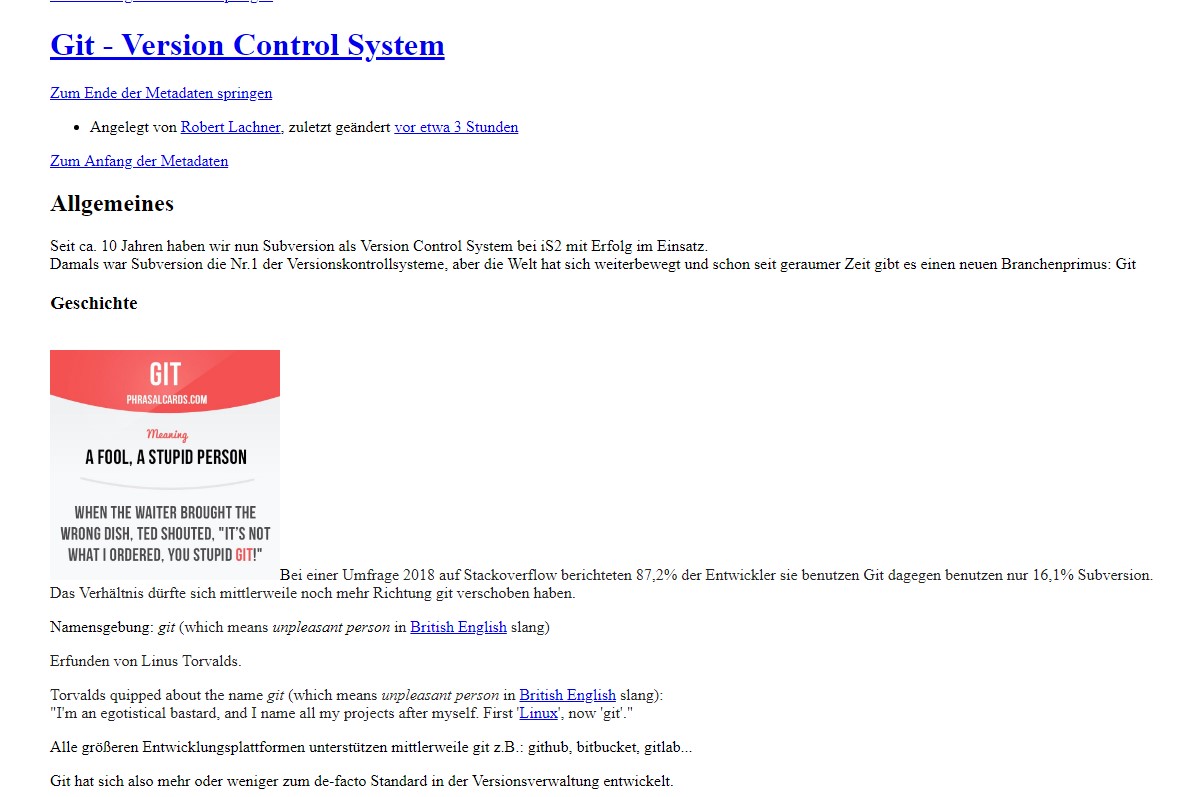 Git - Version Control System
Zum Ende der Metadaten springen
• Angelegt von Robert Lachner, zuletzt geändert vor etwa 3 Stunden
Zum Anfang der Metadaten
Allgemeines
Seit ca. 10 Jahren haben wir nun Subversion als Version Control System bei iS2 mit Erfolg im Einsatz.
Damals war Subversion die Nr.1 der Versionskontrollsysteme, aber die Welt hat sich weiterbewegt und schon seit geraumer Zeit gibt es einen neuen Branchenprimus: Git
Geschichte
GIT
PHRASALCARDS.COM
Meaning
A FOOL, A STUPID PERSON
WHEN THE WAITER BROUGHT THE
WRONG DISH, TED SHOUTED, "IT'S NOT
WHAT I ORDERED, YOU STUPID GIT!"
Bei einer Umfrage 2018 auf Stackoverflow berichteten 87,2% der Entwickler sie benutzen Git dagegen benutzen nur 16,1% Subversion.
Das Verhältnis dürfte sich mittlerweile noch mehr Richtung git verschoben haben.
Namensgebung: git (which means unpleasant person in British English slang)
Erfunden von Linus Torvalds.
Torvalds quipped about the name git (which means unpleasant person in British English slang):
"I'm an egotistical bastard, and I name all my projects after myself. First 'Linux', now 'git'."
Alle größeren Entwicklungsplattformen unterstützen mittlerweile git z.B.: github, bitbucket, gitlab...
Git hat sich also mehr oder weniger zum de-facto Standard in der Versionsverwaltung entwickelt.